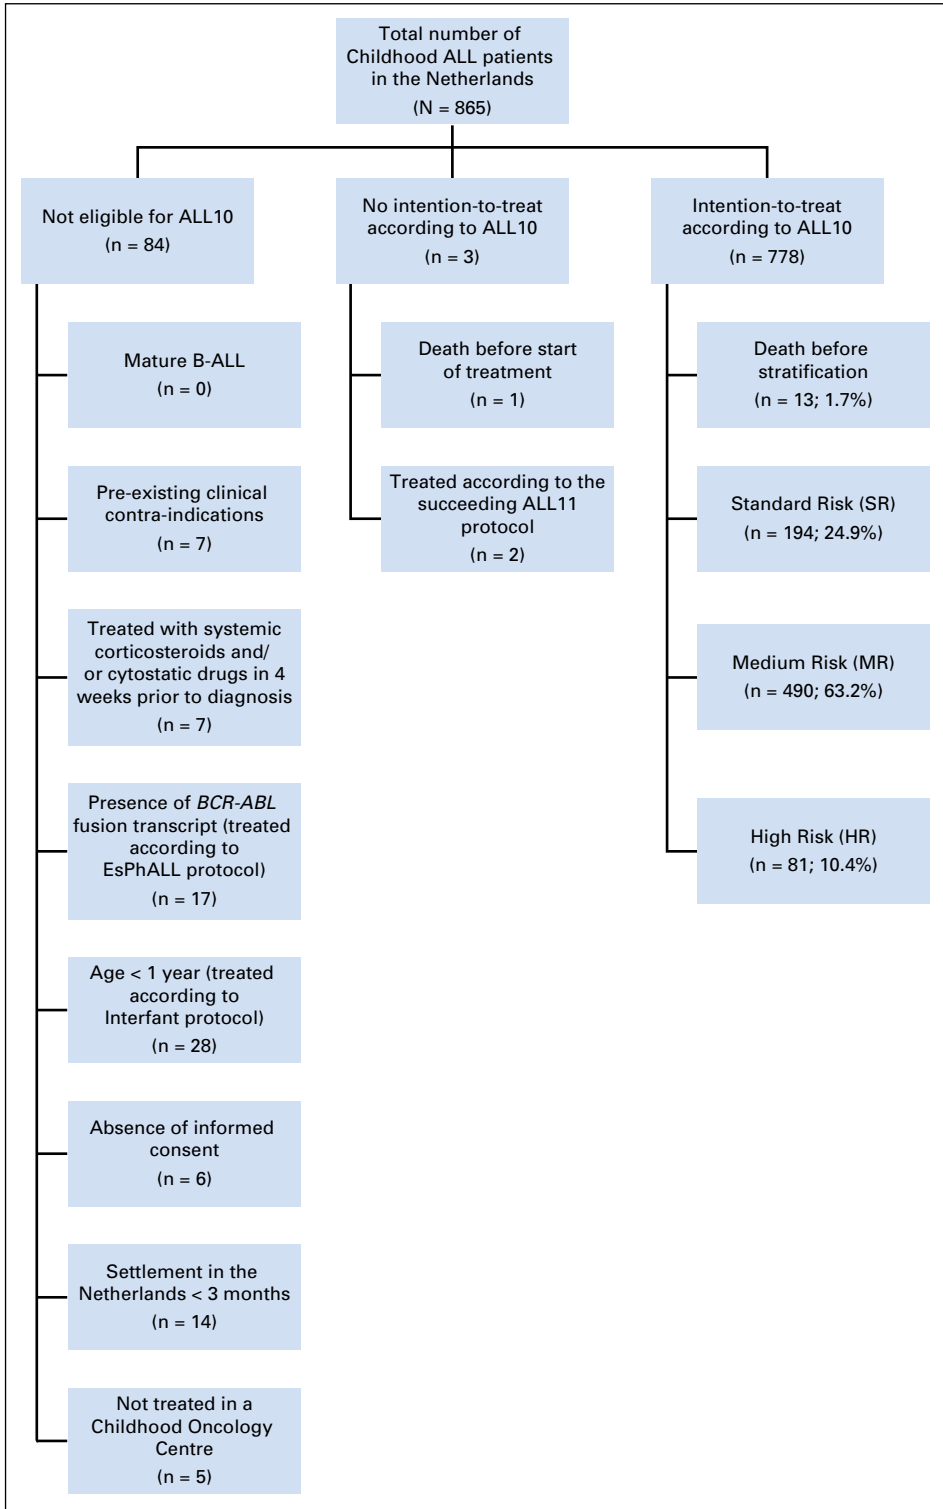 Total number of
Childhood ALL patients
in the Netherlands
(N = 865)
Not eligible for ALL10
(n = 84)
No intention-to-treat
according to ALL10
(n = 3)
Intention-to-treat
according to ALL10
(n = 778)
Mature B-ALL
(n = 0)
Pre-existing clinical
contra-indications
(n = 7)
Treated with systemic
corticosteroids and/
or cytostatic drugs in 4
weeks prior to diagnosis
(n = 7)
Presence of BCR-ABL
fusion transcript (treated
according to
EsPhALL protocol)
(n = 17)
Age < 1 year (treated
according to
Interfant protocol)
(n = 28)
Absence of informed
consent
(n = 6)
Settlement in the
Netherlands < 3 months
(n = 14)
Not treated in a
Childhood Oncology
Centre
(n = 5)
Death before start
of treatment
(n = 1)
Treated according to the
succeeding ALL11
protocol
(n = 2)
Death before
stratification
(n = 13; 1.7%)
Standard Risk (SR)
(n = 194; 24.9%)
Medium Risk (MR)
(n = 490; 63.2%)
High Risk (HR)
(n = 81; 10.4%)